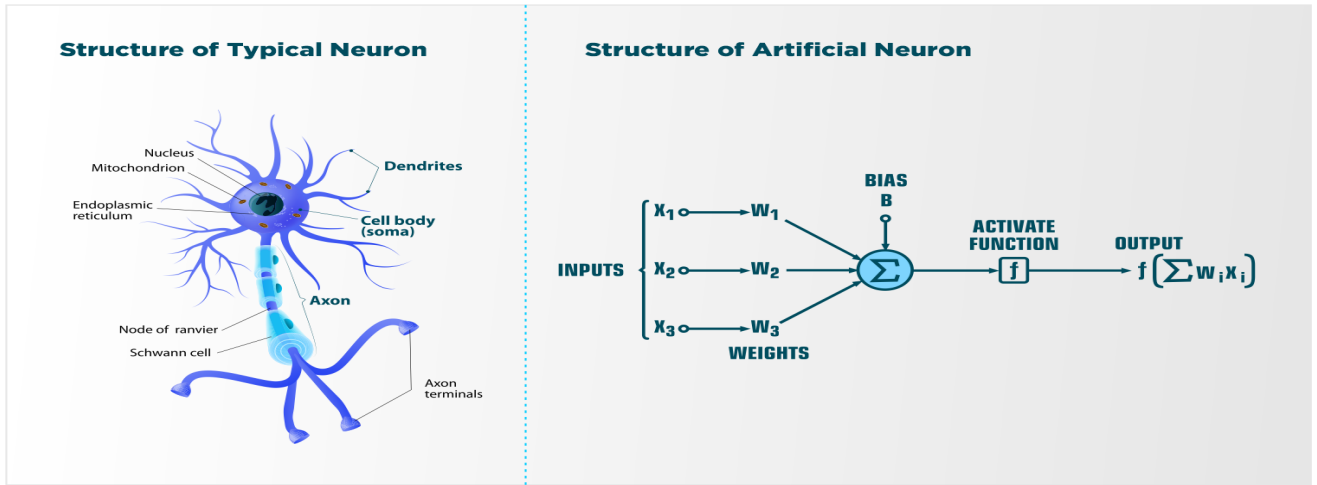 Structure of Typical Neuron
Nucleus
Mitochondrion
Endoplasmic
reticulum
Dendrites
Cell body
(soma)
Axon
Node of ranvier
Schwann cell
Axon
terminals
Structure of Artificial Neuron
INPUTS
X1
X2
X3
W1
W2
W3
WEIGHTS
BIAS
B
Σ
ACTIVATE
FUNCTION
f
OUTPUT
f(Σwixi)